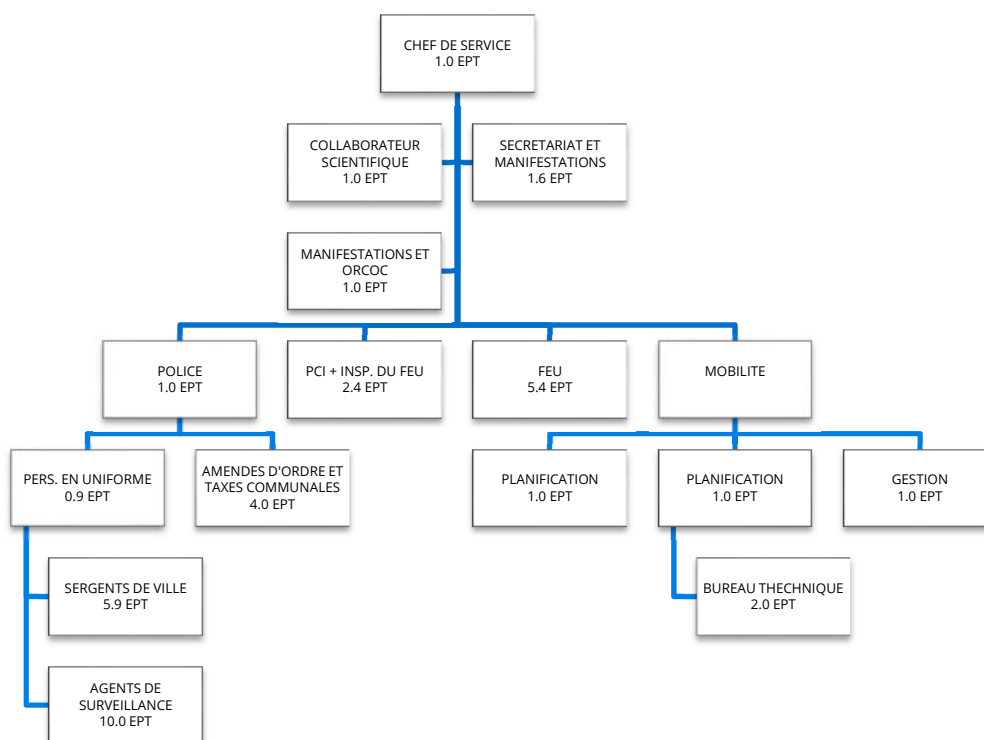 CHEF DE SERVICE
1.0 EPT
COLLABORATEUR
SCIENTIFIQUE
1.0 EPT
SECRETARIAT ET
MANIFESTATIONS
1.6 EPT
MANIFESTATIONS ET
ORCOC
1.0 EPT
POLICE
1.0 EPT
PCI + INSP. DU FEU
2.4 EPT
FEU
5.4 EPT
MOBILITE
PERS. EN UNIFORME
0.9 EPT
AMENDES D'ORDRE ET
TAXES COMMUNALES
4.0 EPT
PLANIFICATION
1.0 EPT
PLANIFICATION
1.0 EPT
GESTION
1.0 EPT
SERGENTS DE VILLE
5.9 EPT
BUREAU THECHNIQUE
2.0 EPT
AGENTS DE
SURVEILLANCE
10.0 EPT